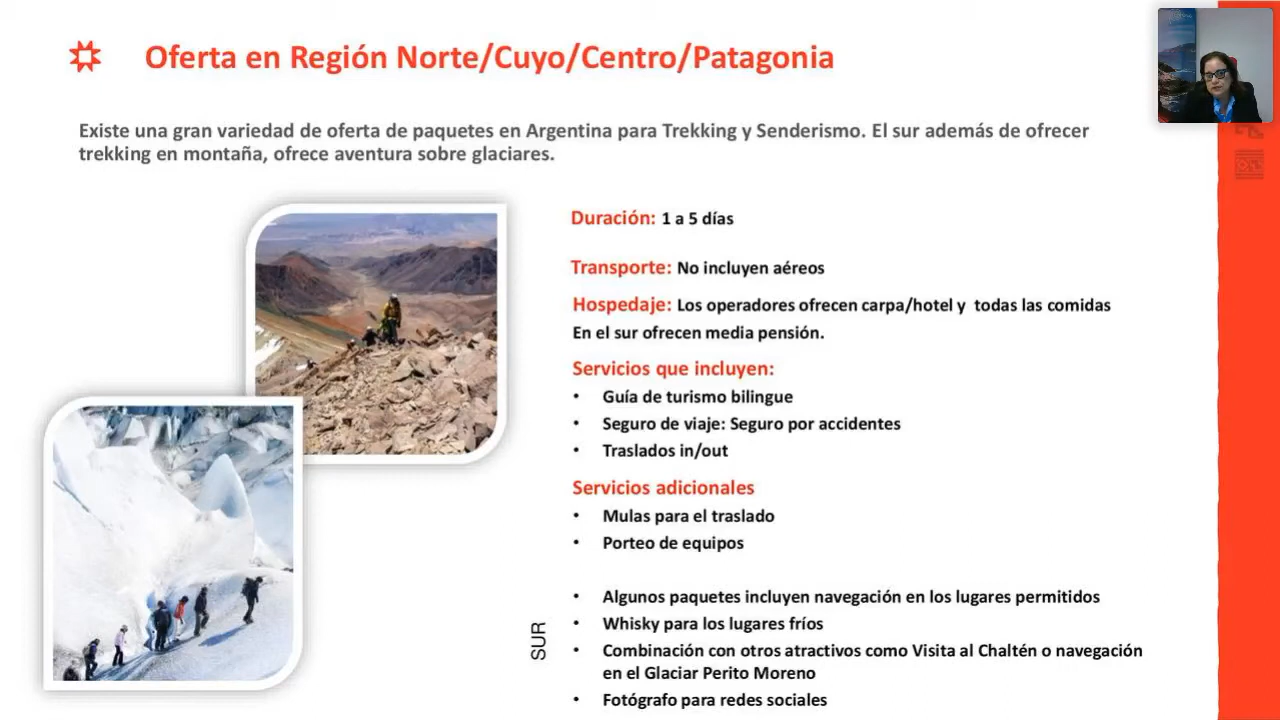 Oferta en Región Norte/Cuyo/Centro/Patagonia
Existe una gran variedad de oferta de paquetes en Argentina para Trekking y Senderismo. El sur además de ofrecer
trekking en montaña, ofrece aventura sobre glaciares.
Duración: 1 a 5 días
Transporte: No incluyen aéreos
Hospedaje: Los operadores ofrecen carpa/hotel y todas las comidas
En el sur ofrecen media pensión.
Servicios que incluyen:
• Guía de turismo bilingue
• Seguro de viaje: Seguro por accidentes
• Traslados in/out
Servicios adicionales
• Mulas para el traslado
• Porteo de equipos
SUR
• Algunos paquetes incluyen navegación en los lugares permitidos
• Whisky para los lugares fríos
• Combinación con otros atractivos como Visita al Chaltén o navegación
en el Glaciar Perito Moreno
• Fotógrafo para redes sociales